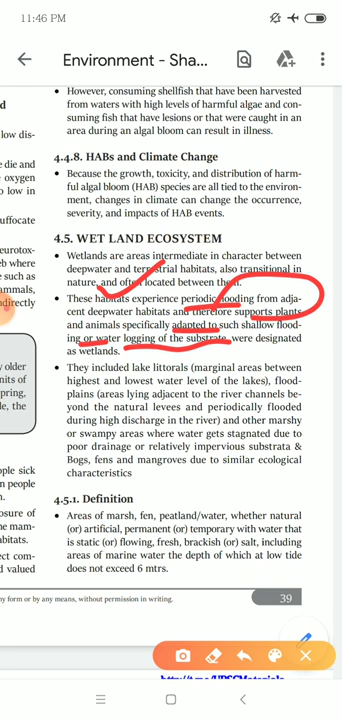 11:46 PM
Environment - Sha...
• However, consuming shellfish that have been harvested
from waters with high levels of harmful algae and con-
suming fish that have lesions or that were caught in an
area during an algal bloom can result in illness.
d
low dis-
4.4.8. HABs and Climate Change
e die and
oxygen
o low in
• Because the growth, toxicity, and distribution of harm-
ful algal bloom (HAB) species are all tied to the environ-
ment, changes in climate can change the occurrence,
severity, and impacts of HAB events.
uffocate
4.5. WET LAND ECOSYSTEM
eurotox-
eb where
e such as
ammals,
ndirectly
• Wetlands are areas intermediate in character between
deepwater and terrestrial habitats, also transitional in
nature, and often located between them.
• These habitats experience periodic flooding from adja-
cent deepwater habitats and therefore supports plants
and animals specifically adapted to such shallow flood-
ing or water logging of the substrate, were designated
as wetlands.
y older
nits of
pring,
de, the
• They included lake littorals (marginal areas between
highest and lowest water level of the lakes), flood-
plains (areas lying adjacent to the river channels be-
yond the natural levees and periodically flooded
during high discharge in the river) and other marshy
or swampy areas where water gets stagnated due to
poor drainage or relatively impervious substrata &
Bogs, fens and mangroves due to similar ecological
characteristics
ople sick
n people
n.
4.5.1. Definition
osure of
he mam-
abitats.
ect com-
d valued
• Areas of marsh, fen, peatland/water, whether natural
(or) artificial, permanent (or) temporary with water that
is static (or) flowing, fresh, brackish (or) salt, including
areas of marine water the depth of which at low tide
does not exceed 6 mtrs.
ny form or by any means, without permission in writing.
39